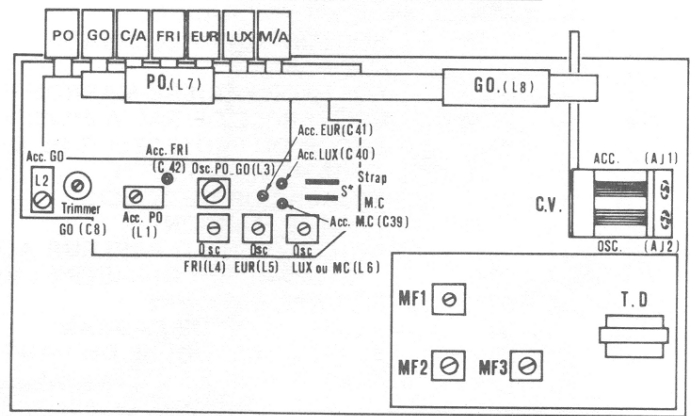 PO GO C/A FRI EUR LUX M/A
PO.(L7)
GO.(L8)
Acc. EUR(C41)
Acc. FRI
(C 42)
Osc.PO_GO(L3)
Acc. LUX(C40)
Acc. GO
L2
Trimmer
GO (C8)
Acc. PO
(L1)
Strap
S*
M.C
Acc. M.C(C39)
Osc
FRI(L4)
Osc
EUR(L5)
Osc
LUX ou MC(L6)
ACC. (AJ1)
C.V.
OSC. (AJ2)
MF1
T.D
MF2
MF3